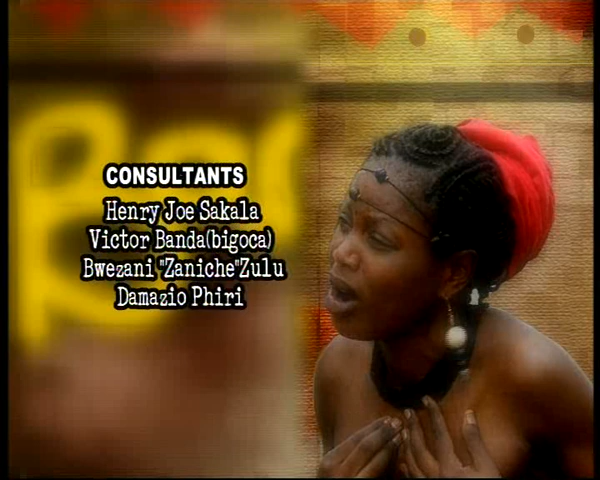 CONSULTANTS
Henry Joe Sakala
Victor Banda(bigoca)
Bwezani "Zaniche"Zulu
Damazio Phiri